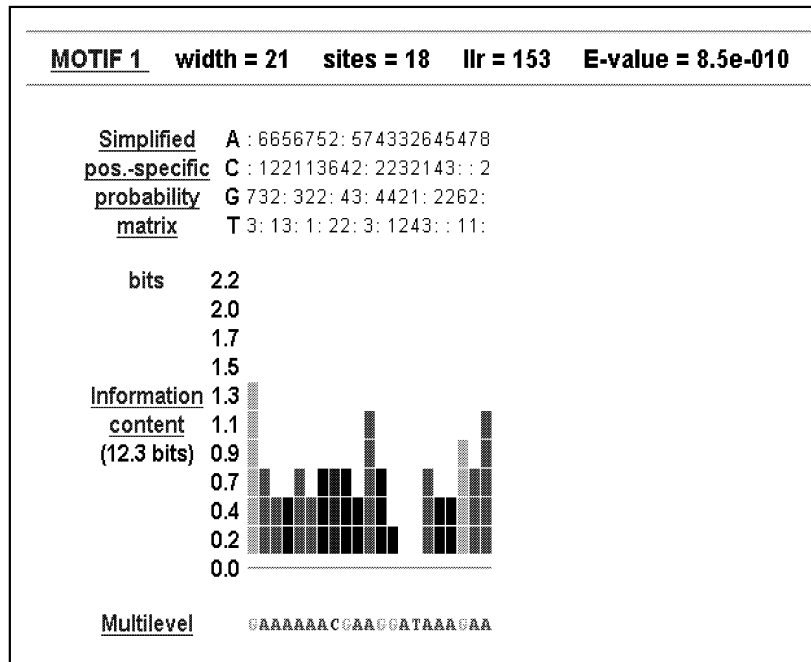 MOTIF 1 width = 21 sites = 18 llr = 153 E-value = 8.5e-010
Simplified A : 6656752: 574332645478
pos.-specific C : 122113642: 2232143: : 2
probability G 732: 322: 43: 4421: 2262:
matrix T 3: 13: 1: 22: 3: 1243: : 11:
bits 2.2
2.0
1.7
1.5
Information 1.3
content 1.1
(12.3 bits) 0.9
0.7
0.4
0.2
0.0
Multilevel GAAAAAACGAAGGATAAAGAA